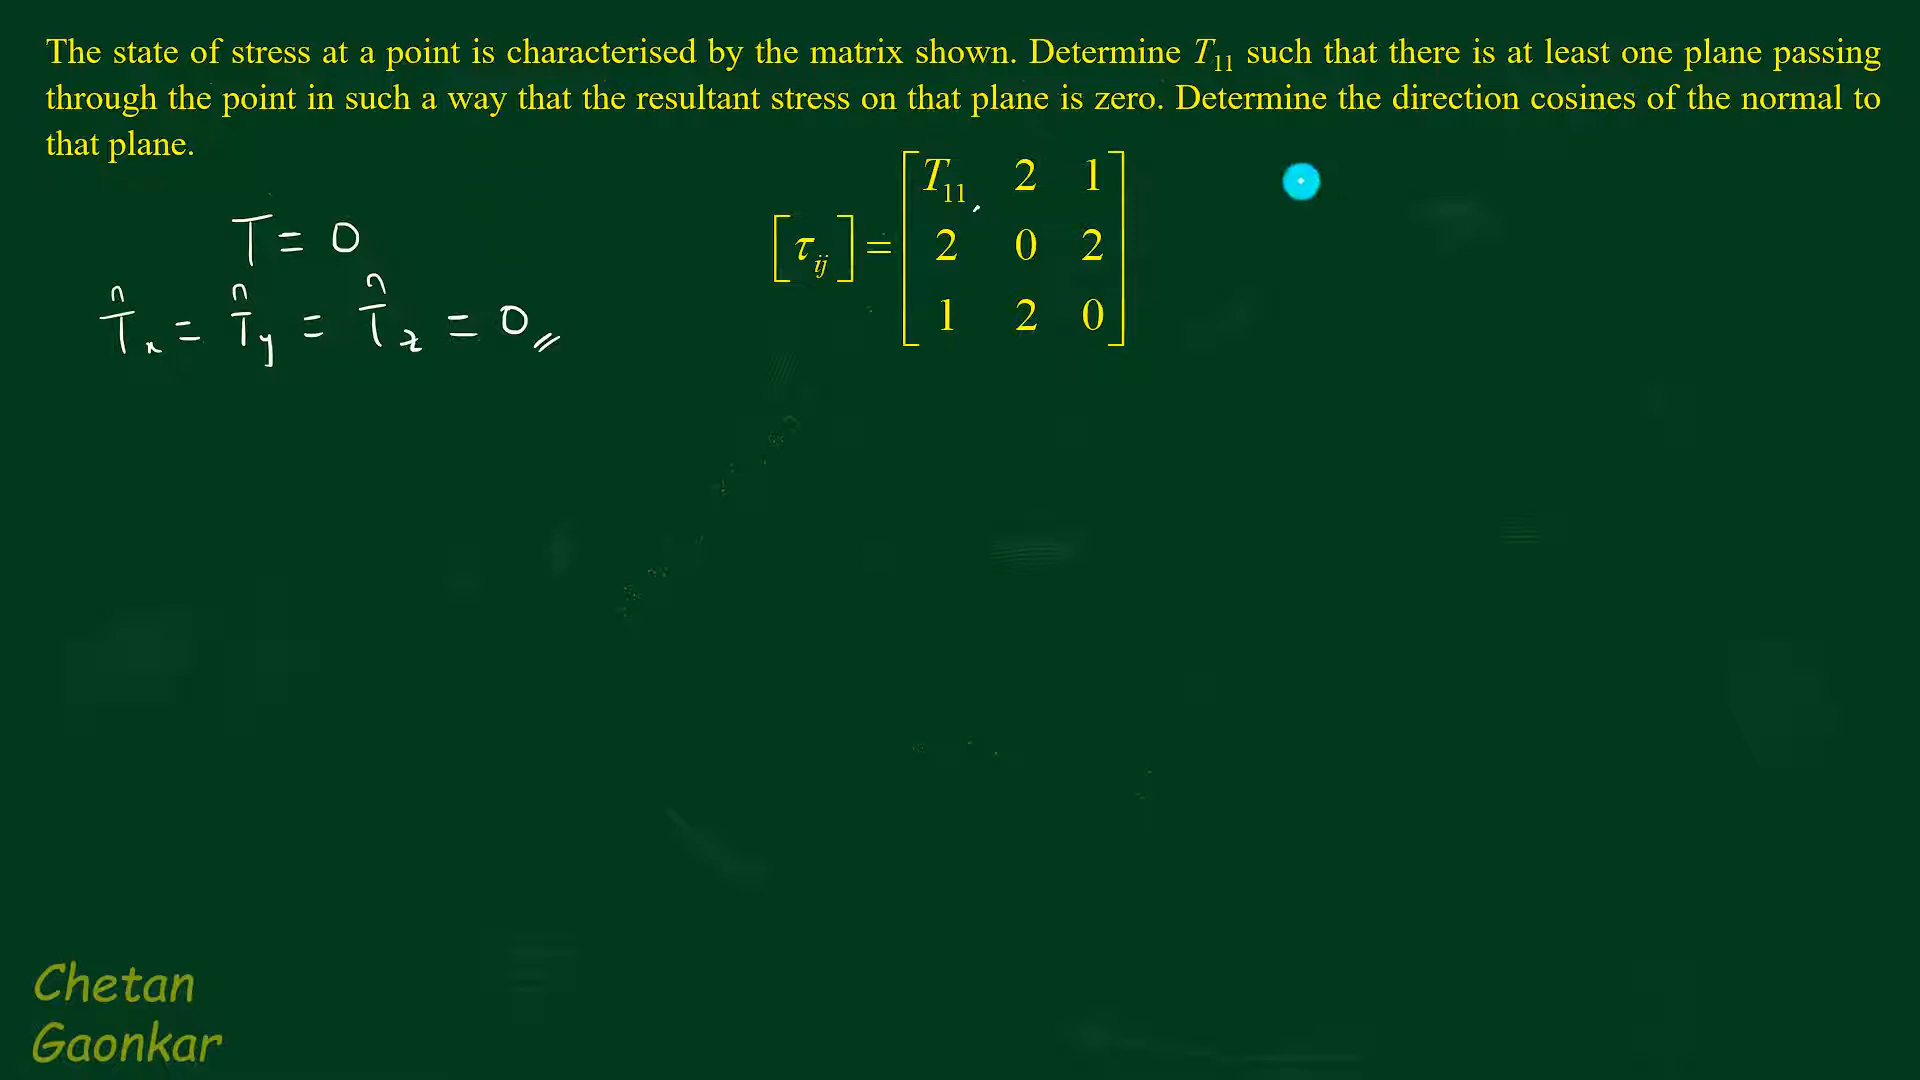 The state of stress at a point is characterised by the matrix shown. Determine T₁₁ such that there is at least one plane passing
through the point in such a way that the resultant stress on that plane is zero. Determine the direction cosines of the normal to
that plane.
T₁₁ 2 1
[τᵢⱼ] = 2 0 2
1 2 0
T = 0
n̂Tx = n̂Ty = n̂Tz = 0
Chetan
Gaonkar